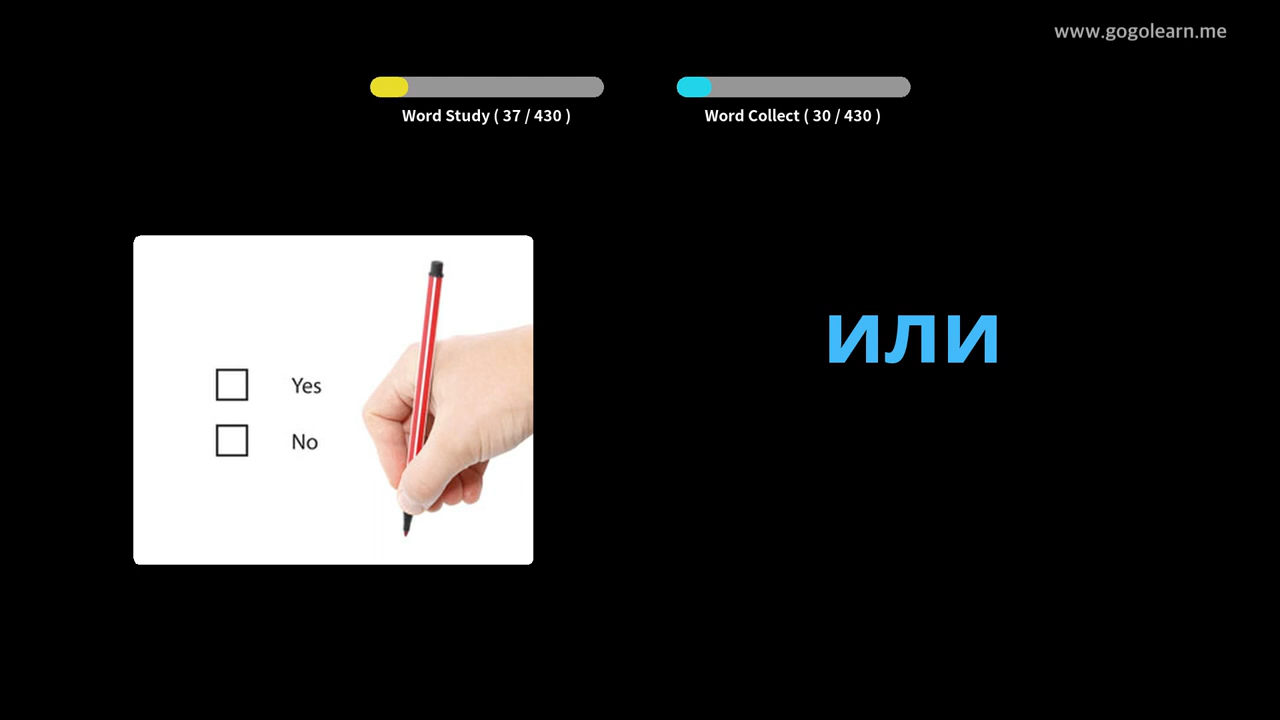 www.gogolearn.me
Word Study ( 37 / 430 )
Word Collect ( 30 / 430 )
или
Yes
No